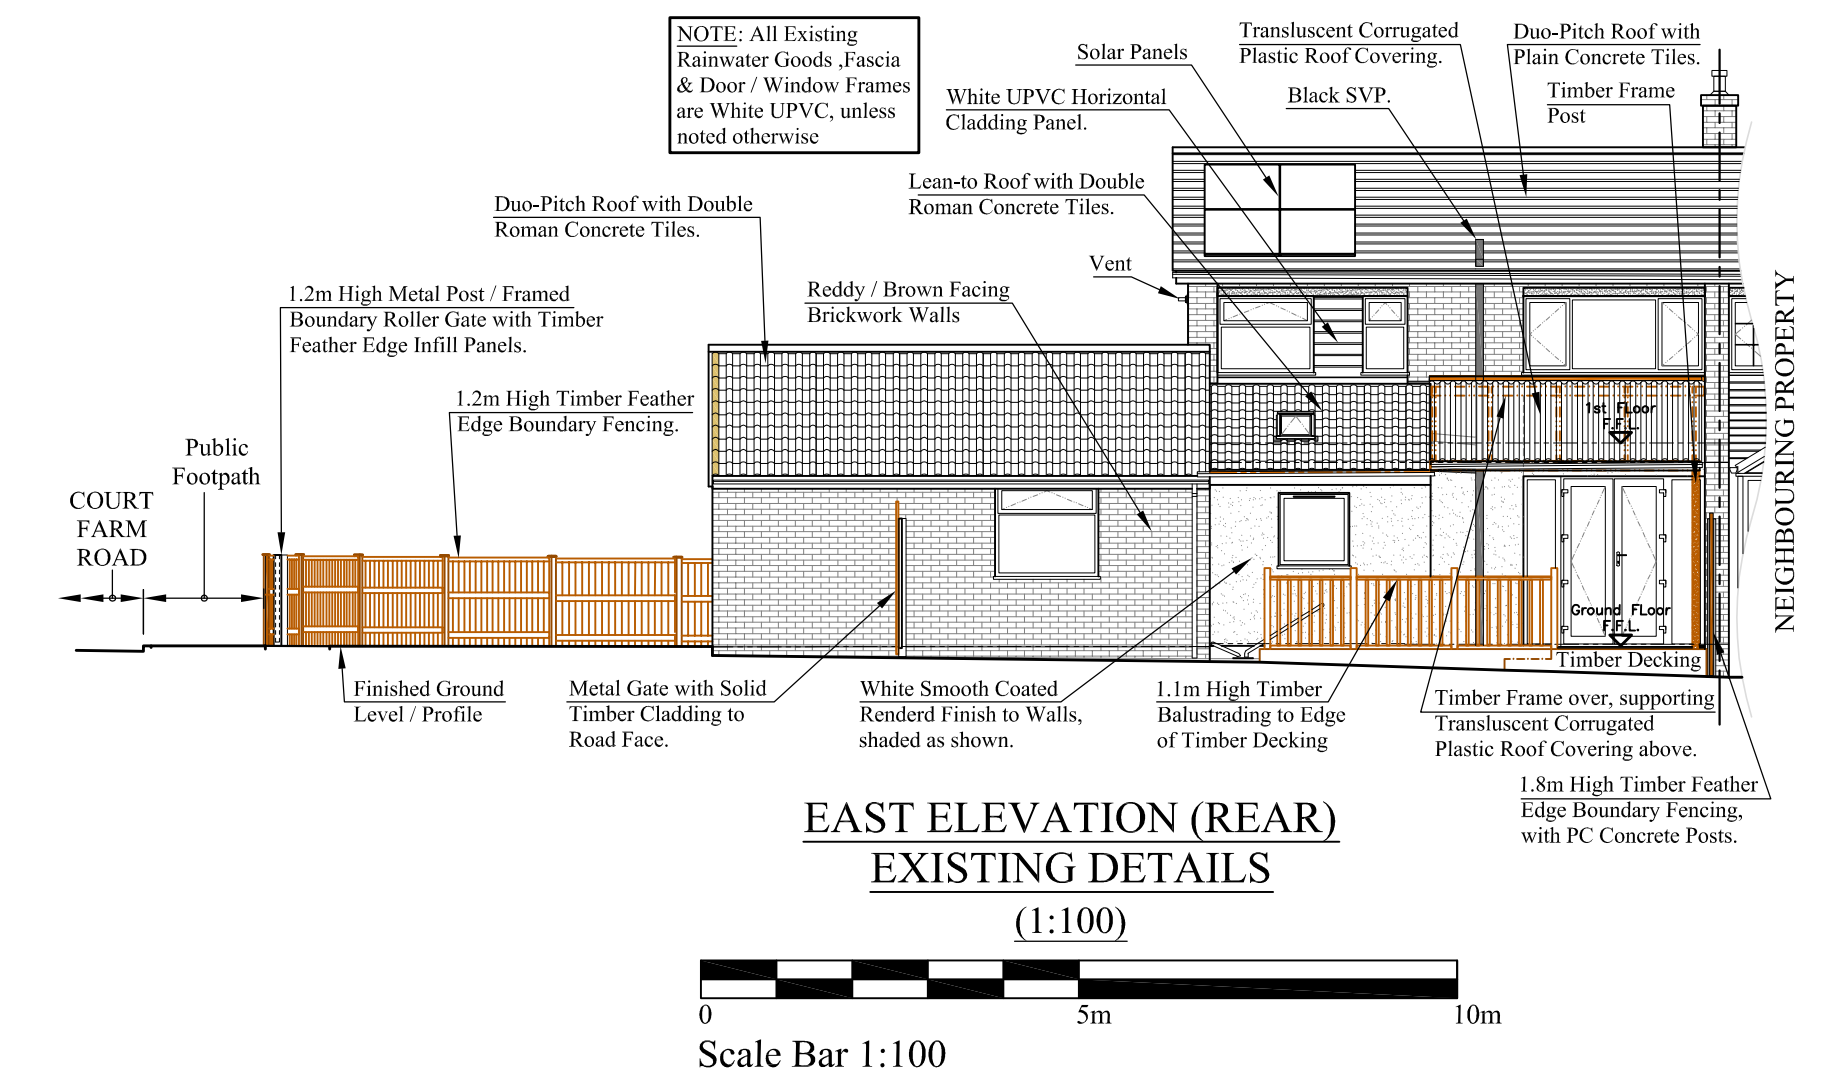 NOTE: All Existing
Rainwater Goods ,Fascia
& Door / Window Frames
are White UPVC, unless
noted otherwise
Solar Panels
Transluscent Corrugated
Plastic Roof Covering.
Duo-Pitch Roof with
Plain Concrete Tiles.
White UPVC Horizontal
Cladding Panel.
Black SVP.
Timber Frame
Post
Lean-to Roof with Double
Roman Concrete Tiles.
Duo-Pitch Roof with Double
Roman Concrete Tiles.
Vent
1.2m High Metal Post / Framed
Boundary Roller Gate with Timber
Feather Edge Infill Panels.
Reddy / Brown Facing
Brickwork Walls
1.2m High Timber Feather
Edge Boundary Fencing.
Public
Footpath
COURT
FARM
ROAD
1st FLoor
F.F.L.
NEIGHBOURING PROPERTY
Ground FLoor
F.F.L.
Timber Decking
Finished Ground
Level / Profile
Metal Gate with Solid
Timber Cladding to
Road Face.
White Smooth Coated
Renderd Finish to Walls,
shaded as shown.
1.1m High Timber
Balustrading to Edge
of Timber Decking
Timber Frame over, supporting
Transluscent Corrugated
Plastic Roof Covering above.
1.8m High Timber Feather
Edge Boundary Fencing,
with PC Concrete Posts.
EAST ELEVATION (REAR)
EXISTING DETAILS
(1:100)
0 5m 10m
Scale Bar 1:100